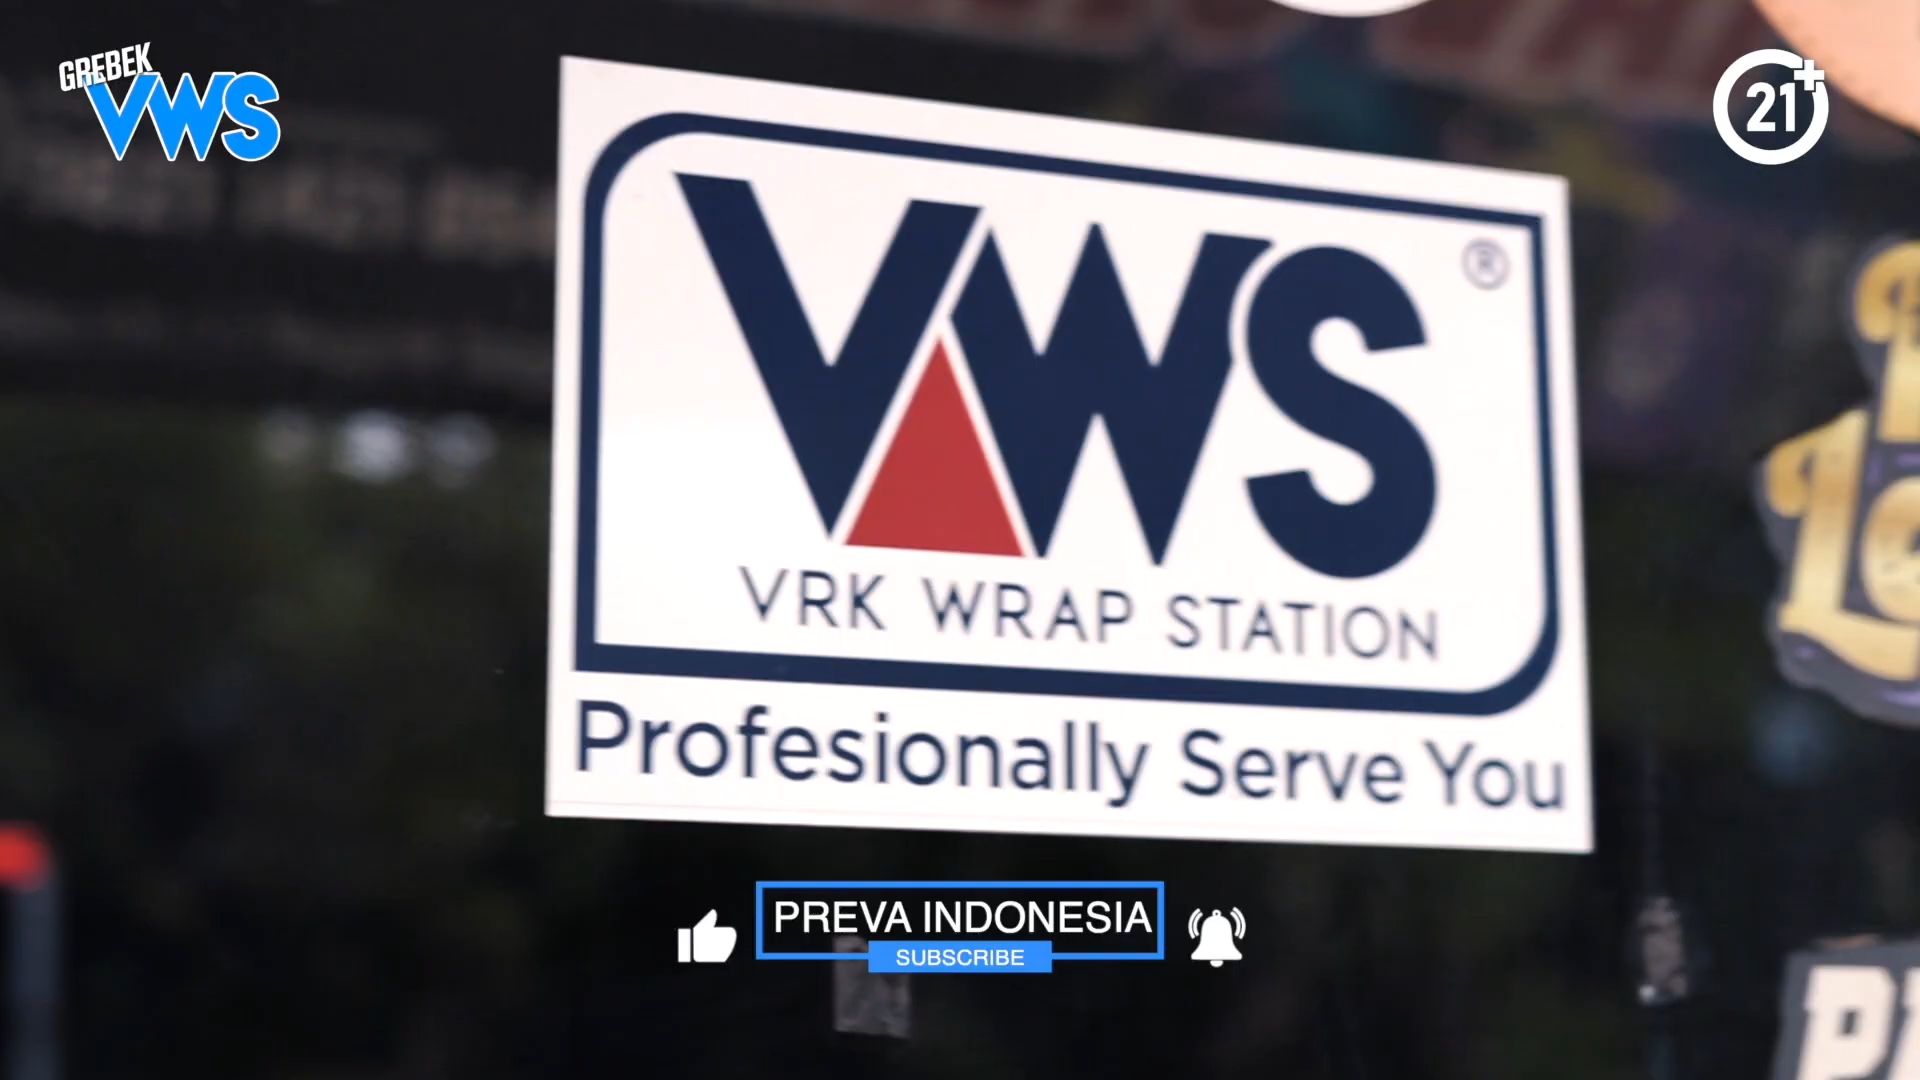 GREBEK
VWS
21+
VWS
®
VRK WRAP STATION
Profesionally Serve You
PREVA INDONESIA
SUBSCRIBE